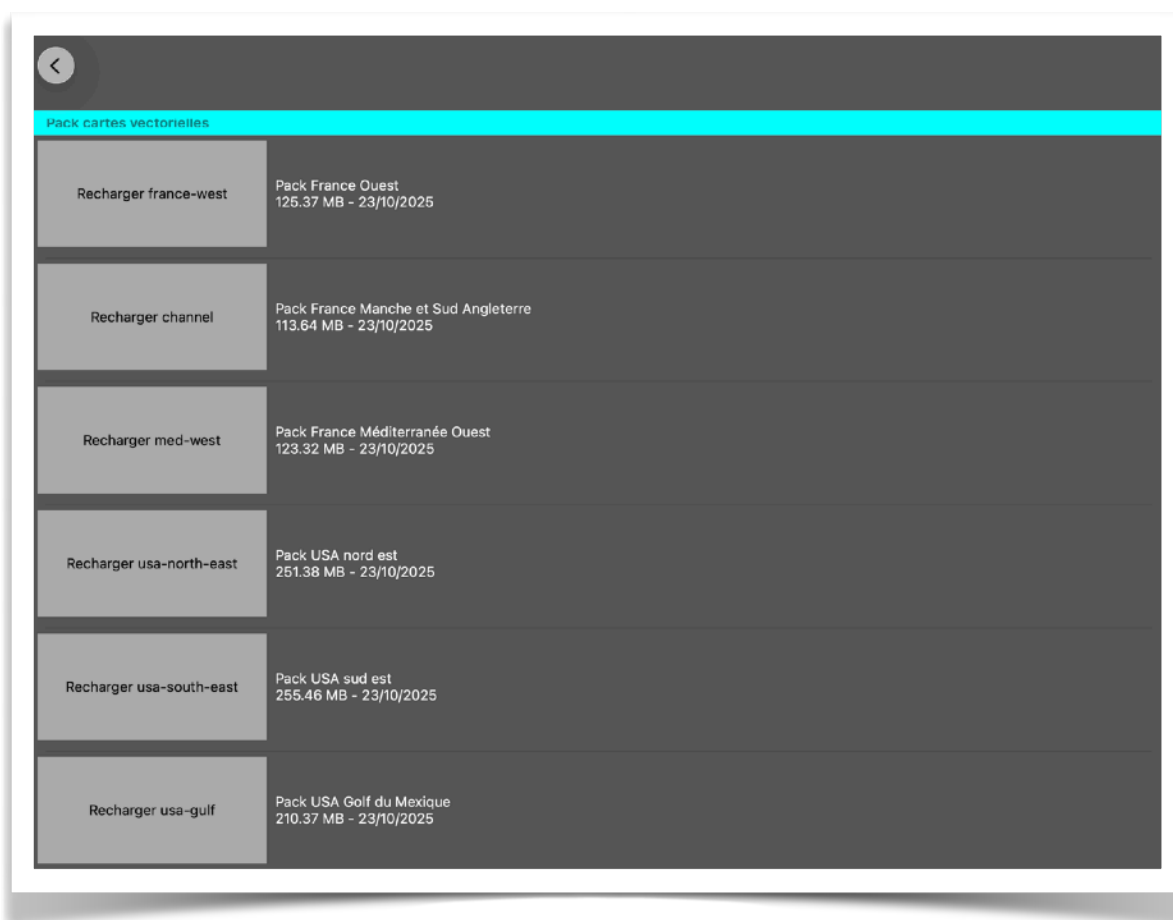 Pack cartes vectorielles
Recharger france-west
Pack France Ouest
125.37 MB - 23/10/2025
Recharger channel
Pack France Manche et Sud Angleterre
113.64 MB - 23/10/2025
Recharger med-west
Pack France Méditerranée Ouest
123.32 MB - 23/10/2025
Recharger usa-north-east
Pack USA nord est
251.38 MB - 23/10/2025
Recharger usa-south-east
Pack USA sud est
255.46 MB - 23/10/2025
Recharger usa-gulf
Pack USA Golf du Mexique
210.37 MB - 23/10/2025